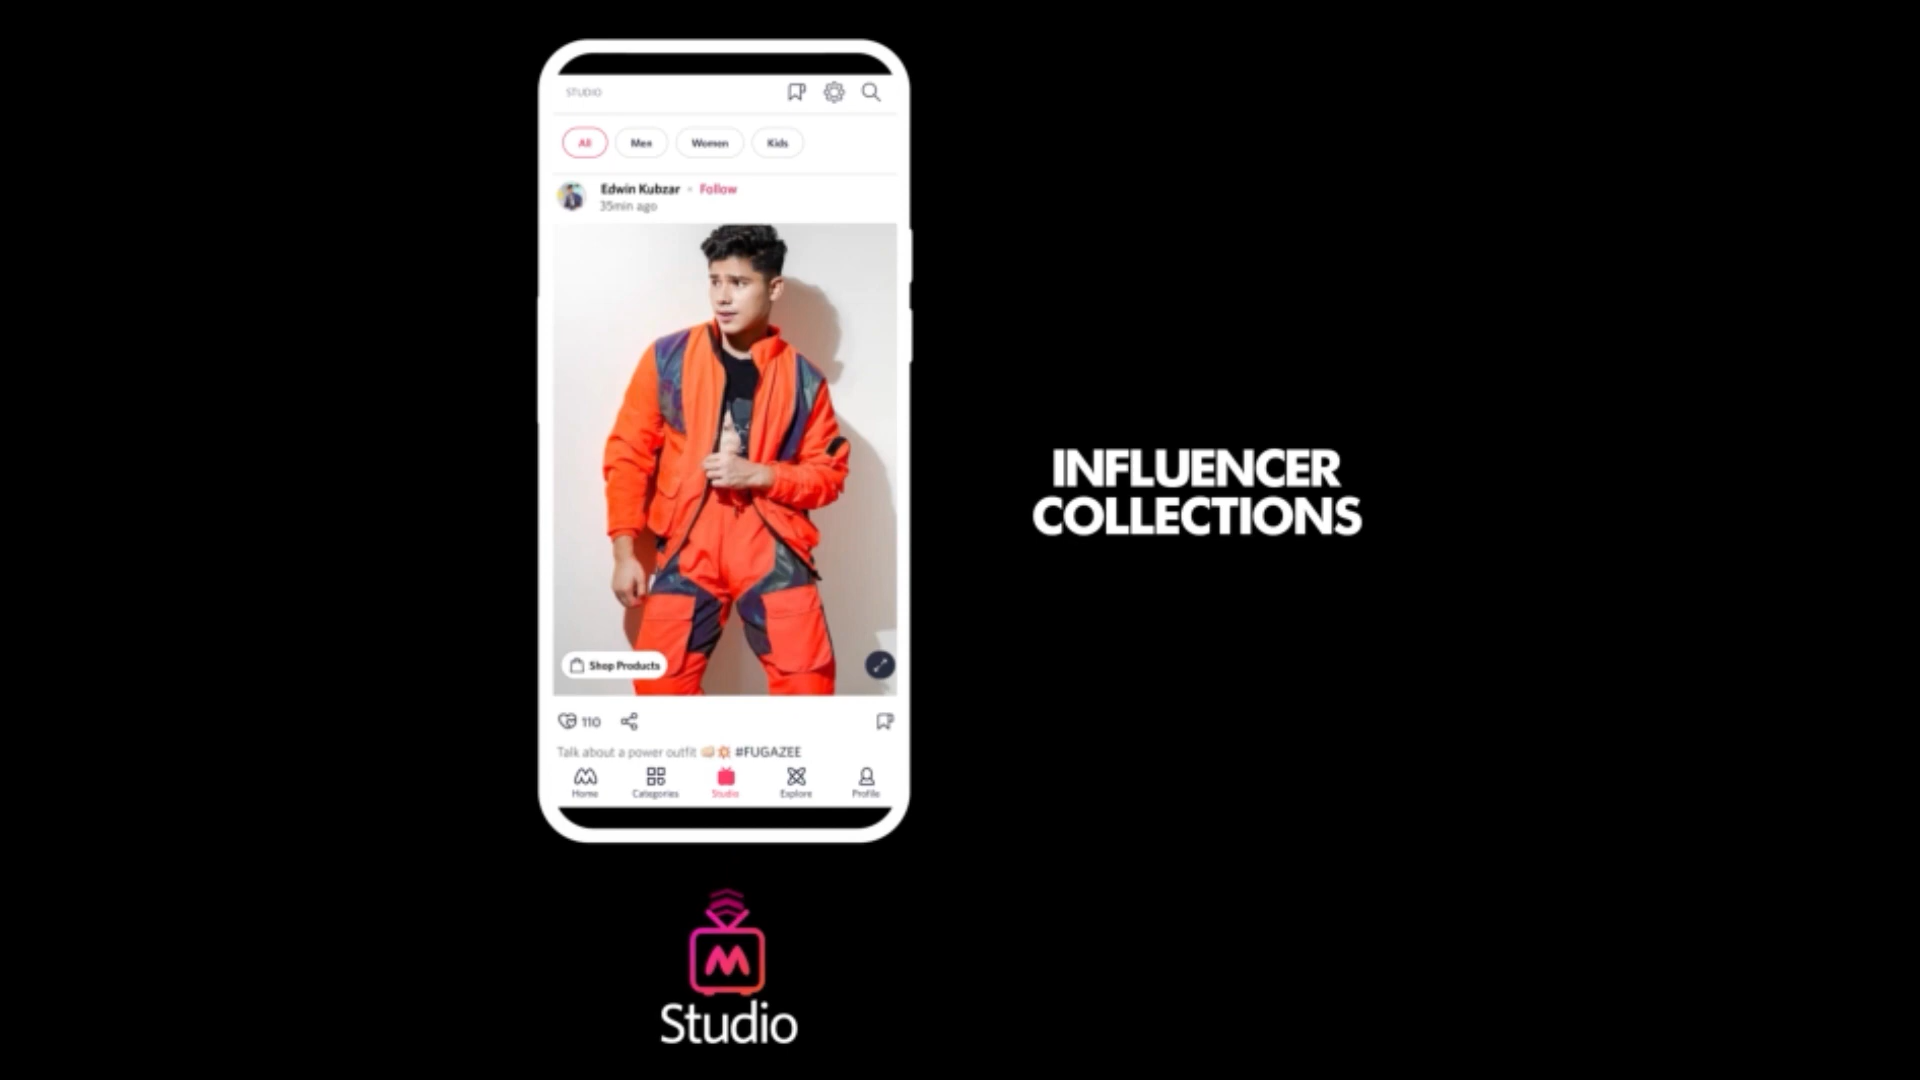 STUDIO
All
Men
Women
Kids
Edwin Kubzar • Follow
35min ago
Shop Products
110
Talk about a power outfit 👊💥 #FUGAZEE
Home
Categories
Studio
Explore
Profile
INFLUENCER
COLLECTIONS
M
Studio